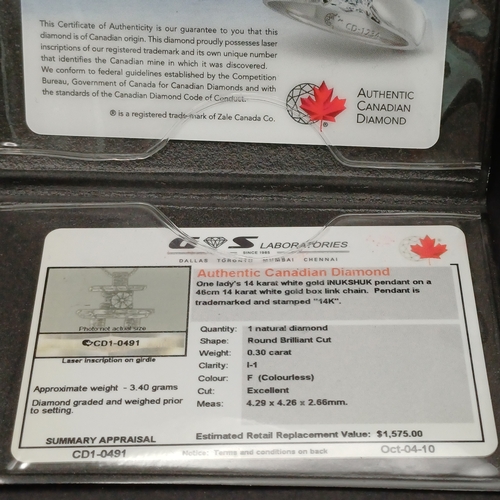 This Certificate of Authenticity is our guarantee to you that this
diamond is of Canadian origin. This diamond proudly possesses laser
inscriptions of our registered trademark and its own unique number
that identifies the Canadian mine in which it was discovered.
We conform to federal guidelines established by the Competition
Bureau, Government of Canada for Canadian Diamonds and with
the standards of the Canadian Diamond Code of Conduct.
® is a registered trade-mark of Zale Canada Co.
AUTHENTIC
CANADIAN
DIAMOND
®
LABORATORIES
SINCE 1980
DALLAS TORONTO MUMBAI CHENNAI
Authentic Canadian Diamond
One lady's 14 karat white gold INUKSHUK pendant on a
46cm 14 karat white gold box link chain. Pendant is
trademarked and stamped "14K".
Photo not actual size
CD1-0491
Laser inscription on girdle
Approximate weight - 3.40 grams
Diamond graded and weighed prior
to setting.
Quantity: 1 natural diamond
Shape: Round Brilliant Cut
Weight: 0.30 carat
Clarity: I-1
Colour: F (Colourless)
Cut: Excellent
Meas: 4.29 x 4.26 x 2.66mm.
SUMMARY APPRAISAL
Estimated Retail Replacement Value: $1,575.00
CD1-0491
Notice: Terms and conditions on back
Oct-04-10